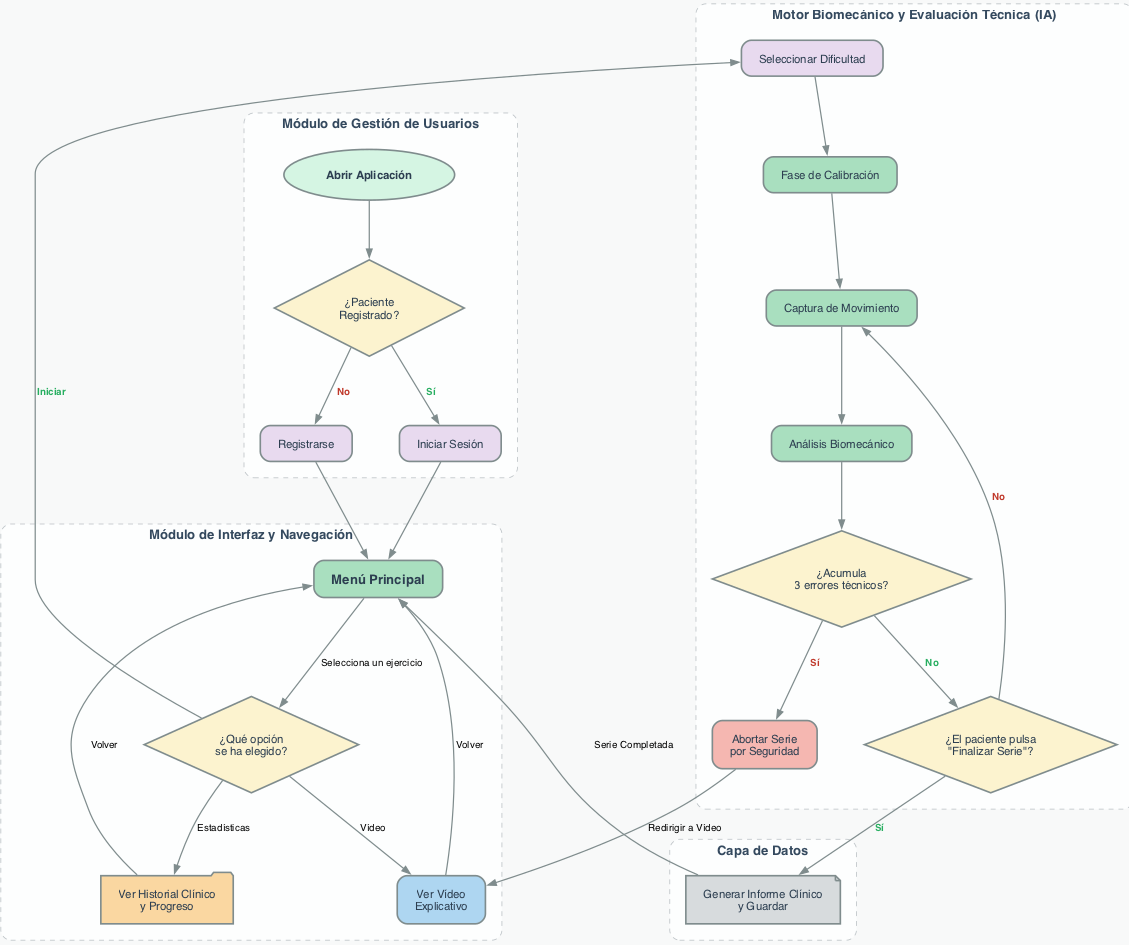 Motor Biomecánico y Evaluación Técnica (IA)
Seleccionar Dificultad
Módulo de Gestión de Usuarios
Abrir Aplicación
Fase de Calibración
¿Paciente
Registrado?
Captura de Movimiento
Iniciar
No
Sí
Registrarse
Iniciar Sesión
Análisis Biomecánico
No
Módulo de Interfaz y Navegación
Menú Principal
¿Acumula
3 errores técnicos?
Selecciona un ejercicio
Sí
No
¿Qué opción
se ha elegido?
Volver
Volver
Serie Completada
Abortar Serie
por Seguridad
¿El paciente pulsa
"Finalizar Serie"?
Estadísticas
Video
Redirigir a Video
Sí
Capa de Datos
Ver Historial Clínico
y Progreso
Ver Video
Explicativo
Generar Informe Clínico
y Guardar